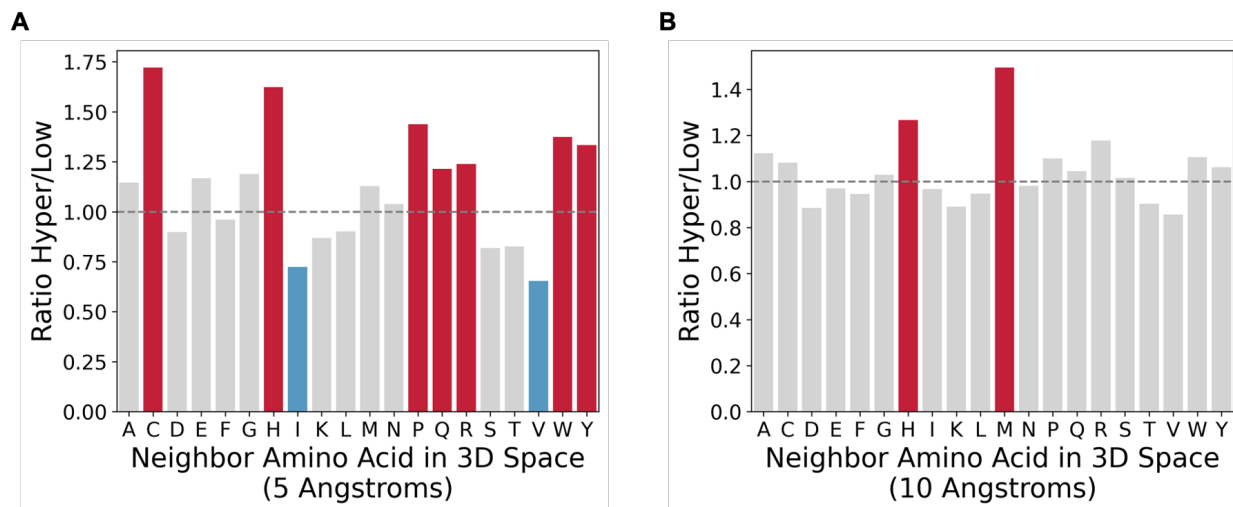 A
Ratio Hyper/Low
1.75
1.50
1.25
1.00
0.75
0.50
0.25
0.00
A C D E F G H I K L M N P Q R S T V W Y
Neighbor Amino Acid in 3D Space
(5 Angstroms)
B
Ratio Hyper/Low
1.4
1.2
1.0
0.8
0.6
0.4
0.2
0.0
A C D E F G H I K L M N P Q R S T V W Y
Neighbor Amino Acid in 3D Space
(10 Angstroms)